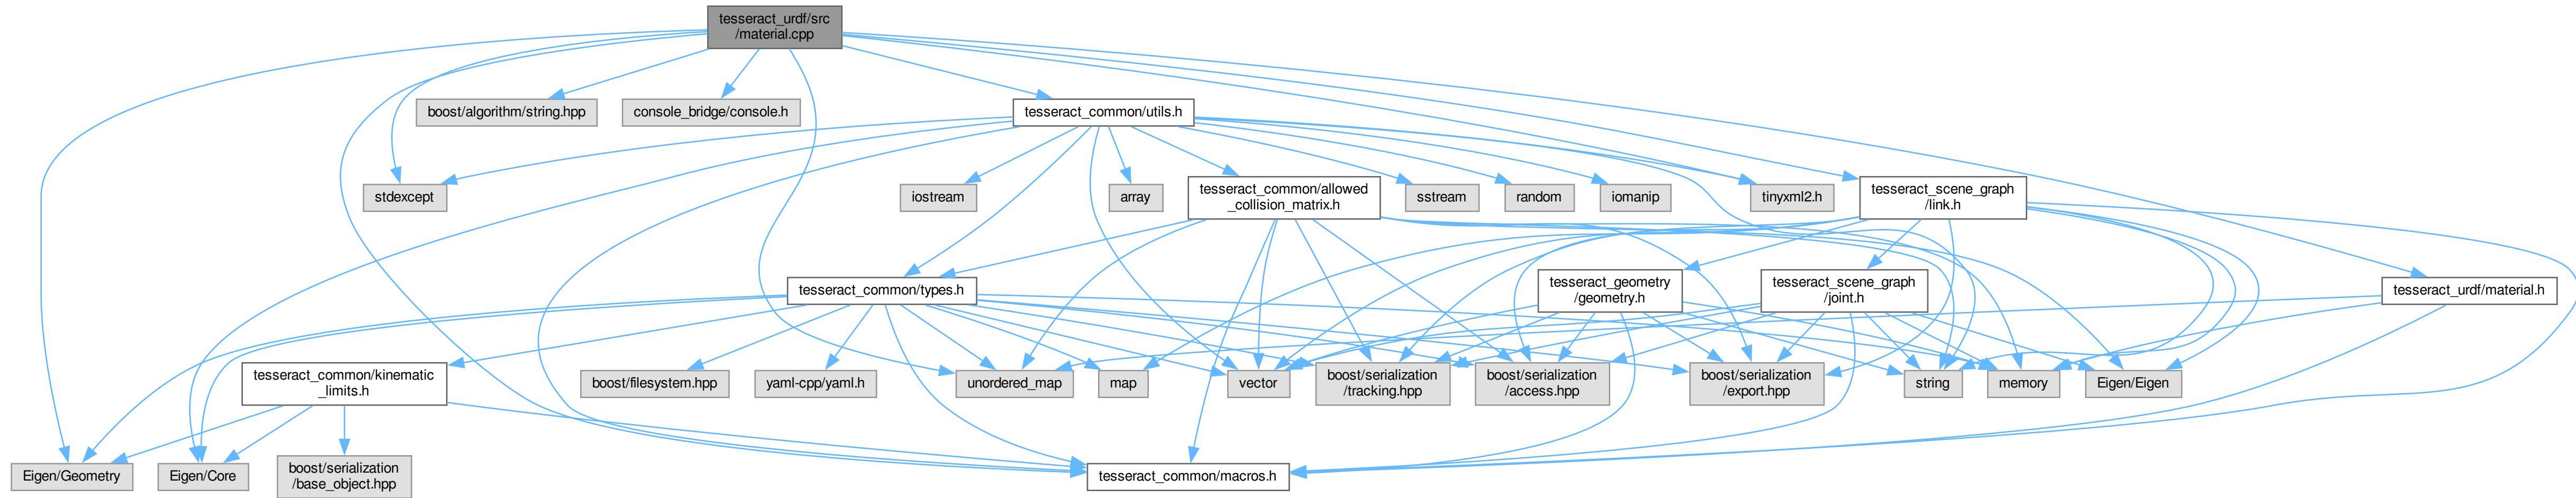 tesseract_urdf/src
/material.cpp
boost/algorithm/string.hpp
console_bridge/console.h
tesseract_common/utils.h
stdexcept
iostream
array
tesseract_common/allowed
_collision_matrix.h
sstream
random
iomanip
tinyxml2.h
tesseract_scene_graph
/link.h
tesseract_common/types.h
tesseract_geometry
/geometry.h
tesseract_scene_graph
/joint.h
tesseract_urdf/material.h
tesseract_common/kinematic
_limits.h
boost/filesystem.hpp
yaml-cpp/yaml.h
unordered_map
map
vector
boost/serialization
/tracking.hpp
boost/serialization
/access.hpp
boost/serialization
/export.hpp
string
memory
Eigen/Eigen
Eigen/Geometry
Eigen/Core
boost/serialization
/base_object.hpp
tesseract_common/macros.h